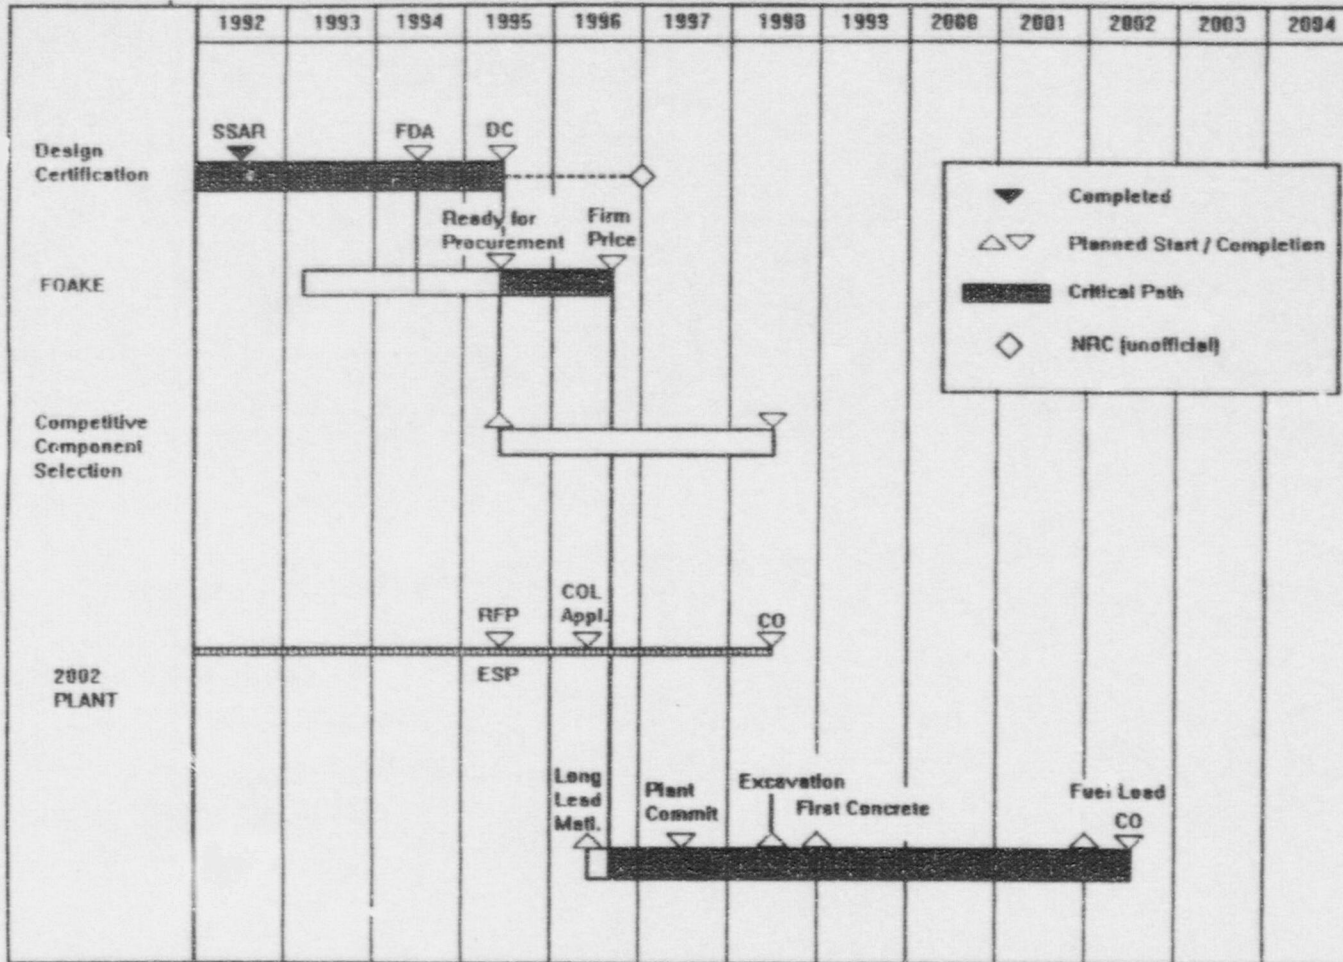 1992 1993 1994 1995 1996 1997 1998 1999 2000 2001 2002 2003 2004
SSAR FDA DC
Design
Certification
Completed
Planned Start / Completion
Critical Path
NRC (unofficial)
Ready for
Procurement
Firm
Price
FOAKE
Competitive
Component
Selection
RFP
COL
Appl.
CO
ESP
2002
PLANT
Long
Lead
Matl.
Plant
Commit
Excavation
First Concrete
Fuel Load
CO